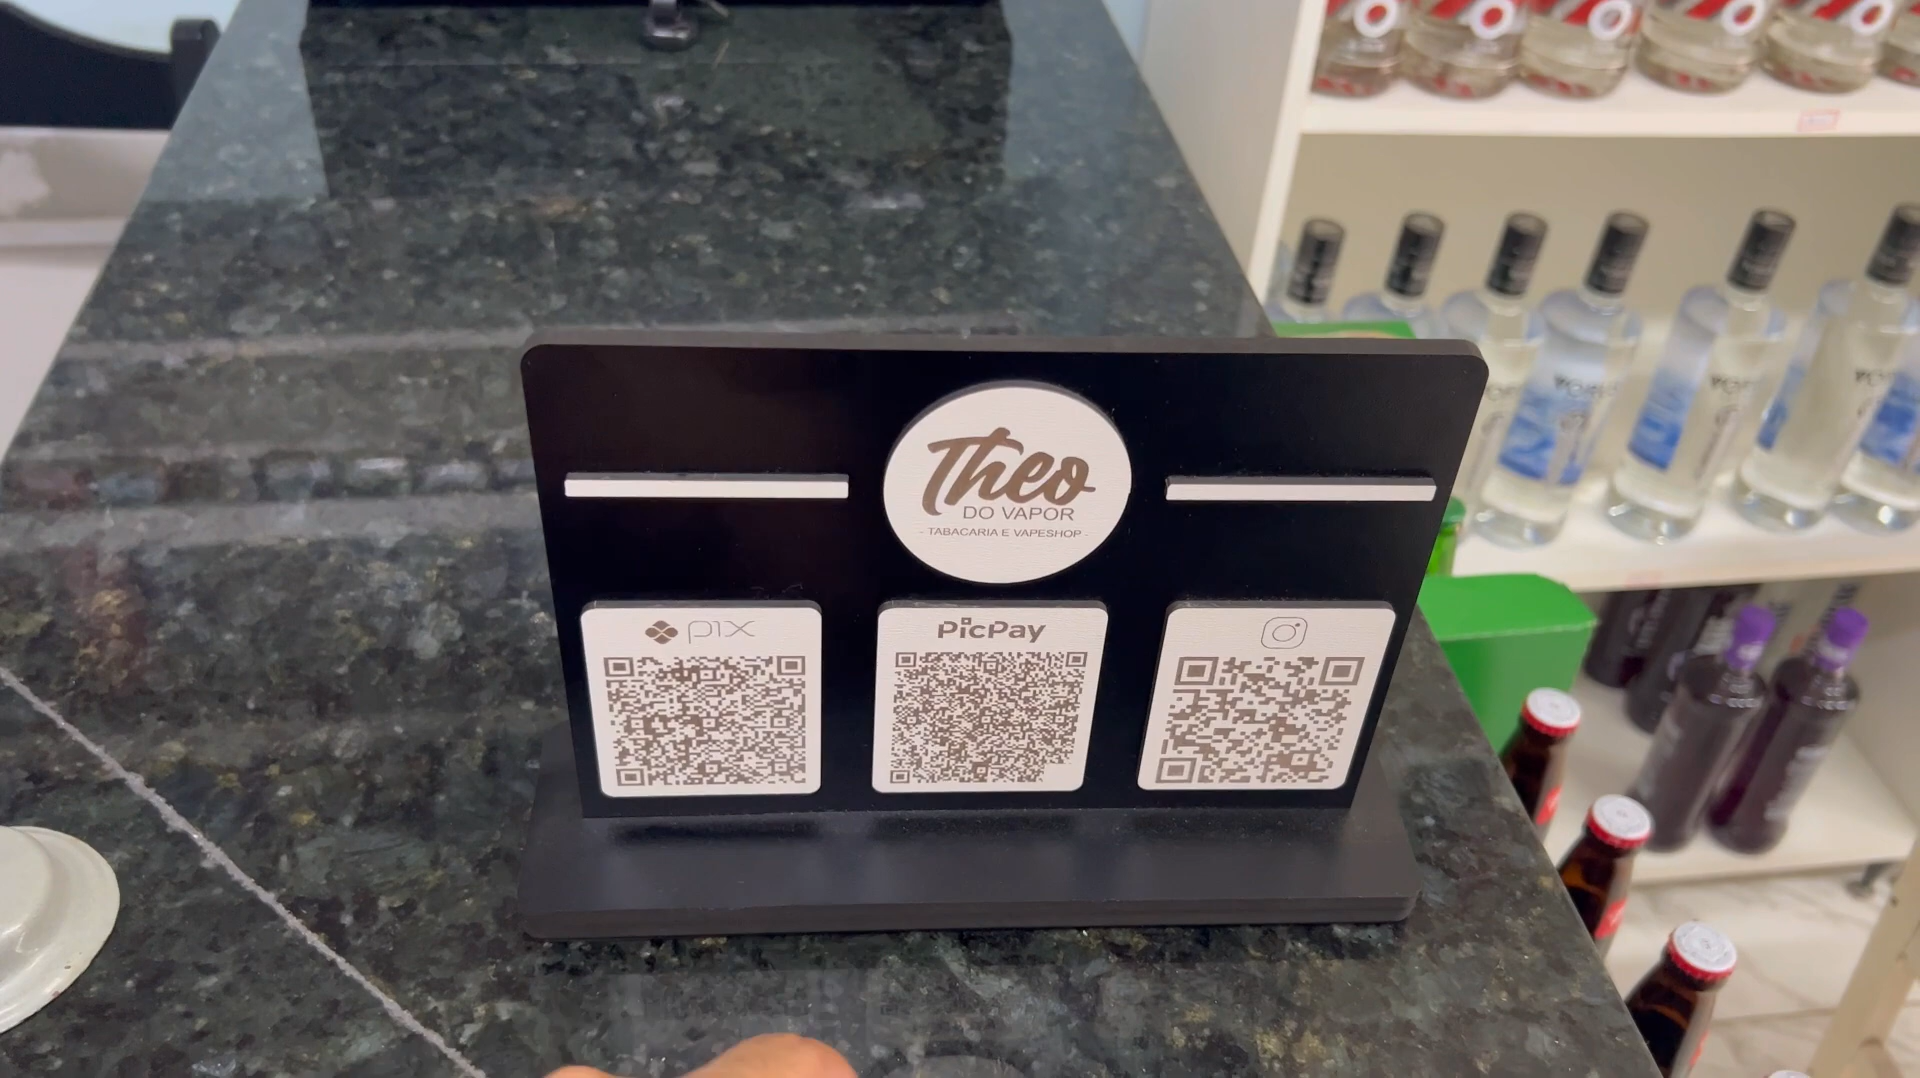 Theo
DO VAPOR
- TABACARIA E VAPESHOP -
pix
PicPay